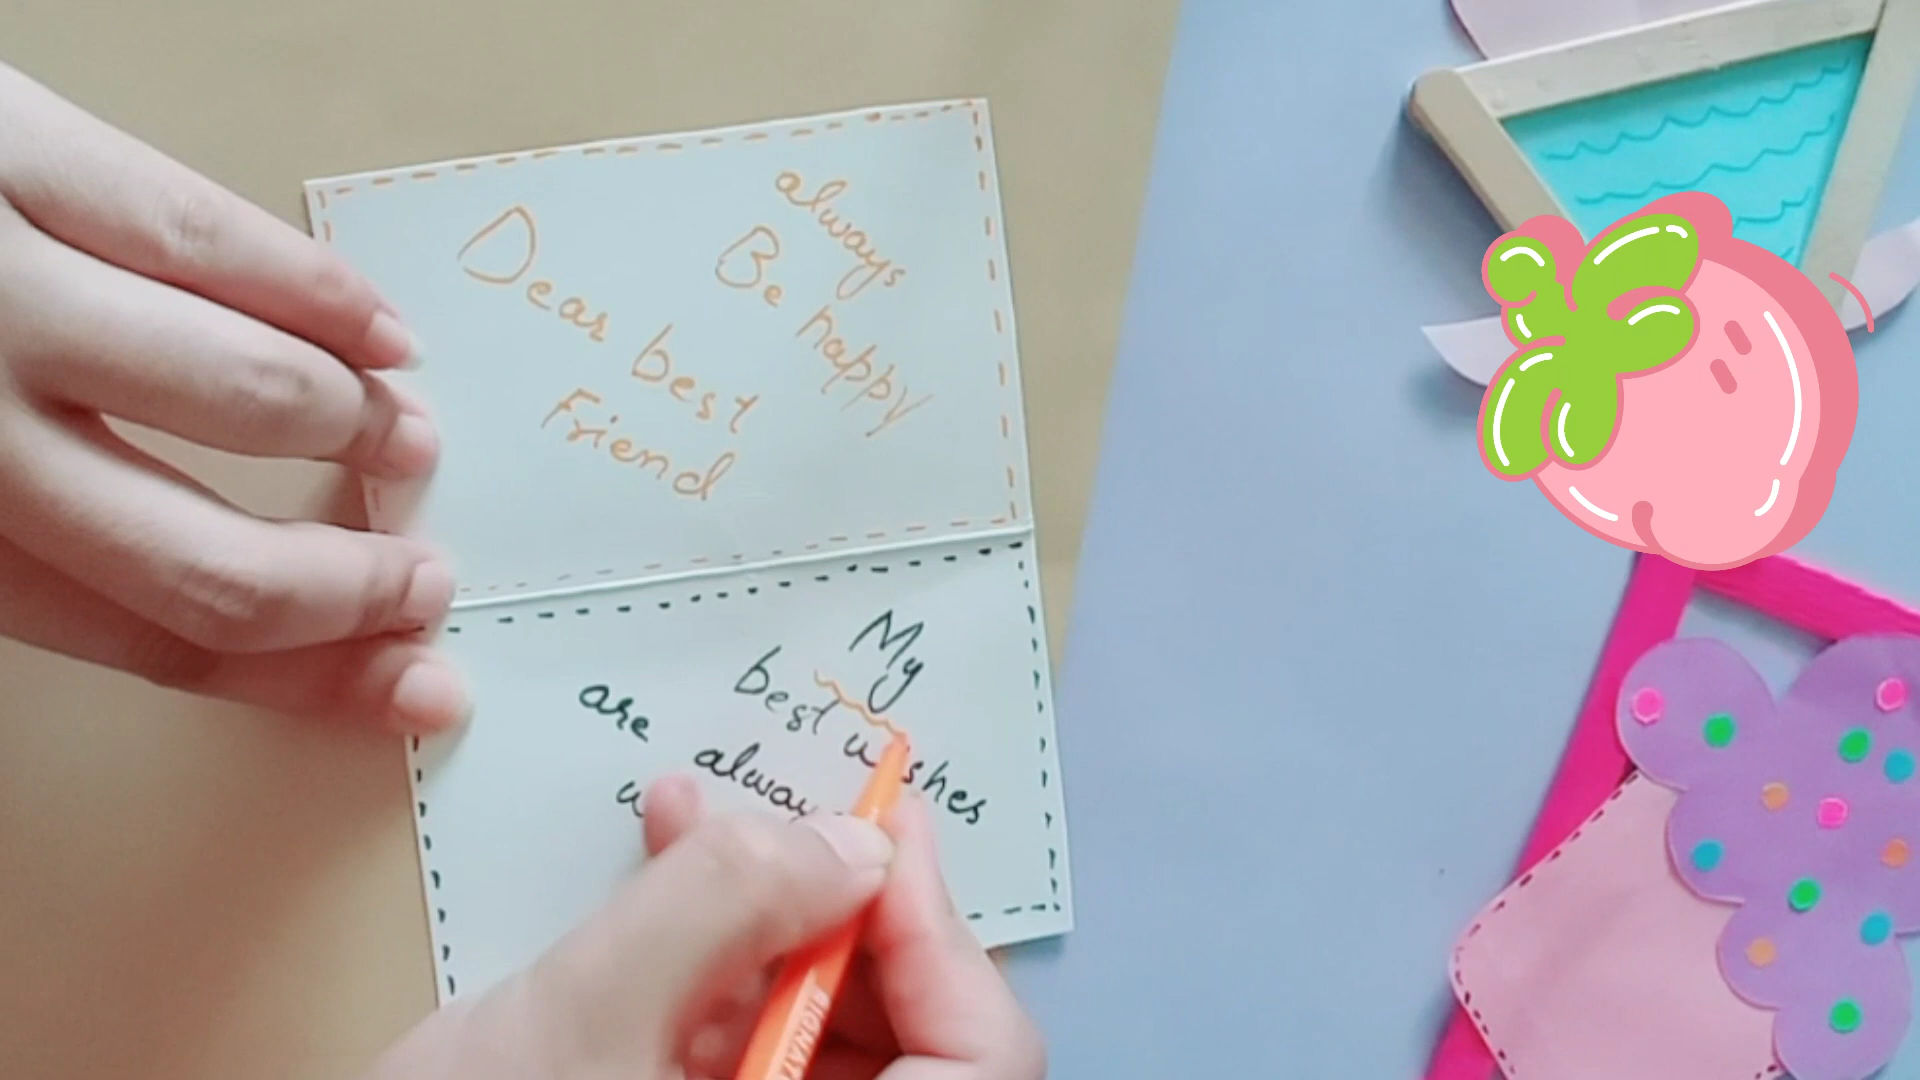 Dear best
Friend
always
Be happy
My
best wishes
are always